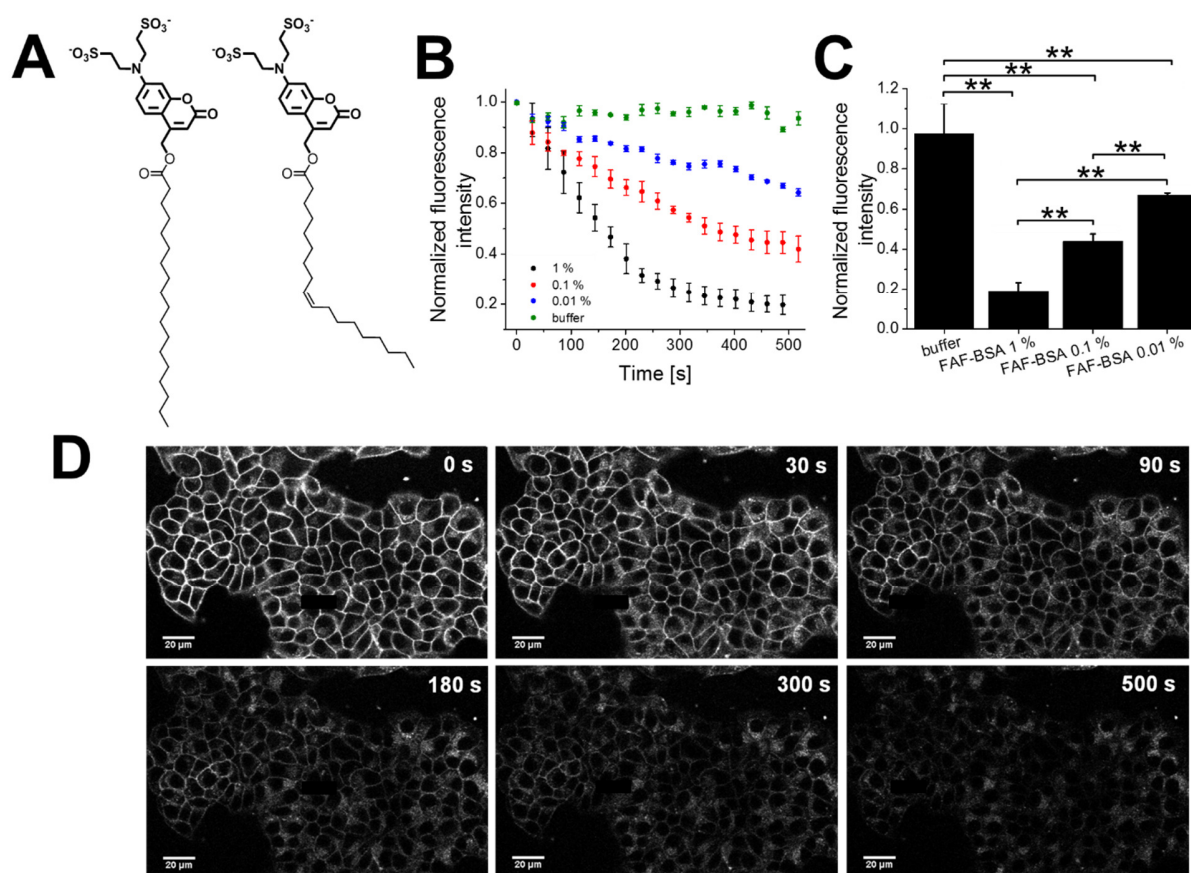 A
-O3S
SO3-
N
O
O
O
O
-O3S
SO3-
N
O
O
O
O
B
Normalized fluorescence
intensity
1.0
0.8
0.6
0.4
0.2
1 %
0.1 %
0.01 %
buffer
0
100
200
300
400
500
Time [s]
C
Normalized fluorescence
intensity
1.2
1.0
0.8
0.6
0.4
0.2
0.0
**
**
**
**
**
**
buffer
FAF-BSA 1 %
FAF-BSA 0.1 %
FAF-BSA 0.01 %
D
0 s
20 µm
30 s
20 µm
90 s
20 µm
180 s
20 µm
300 s
20 µm
500 s
20 µm